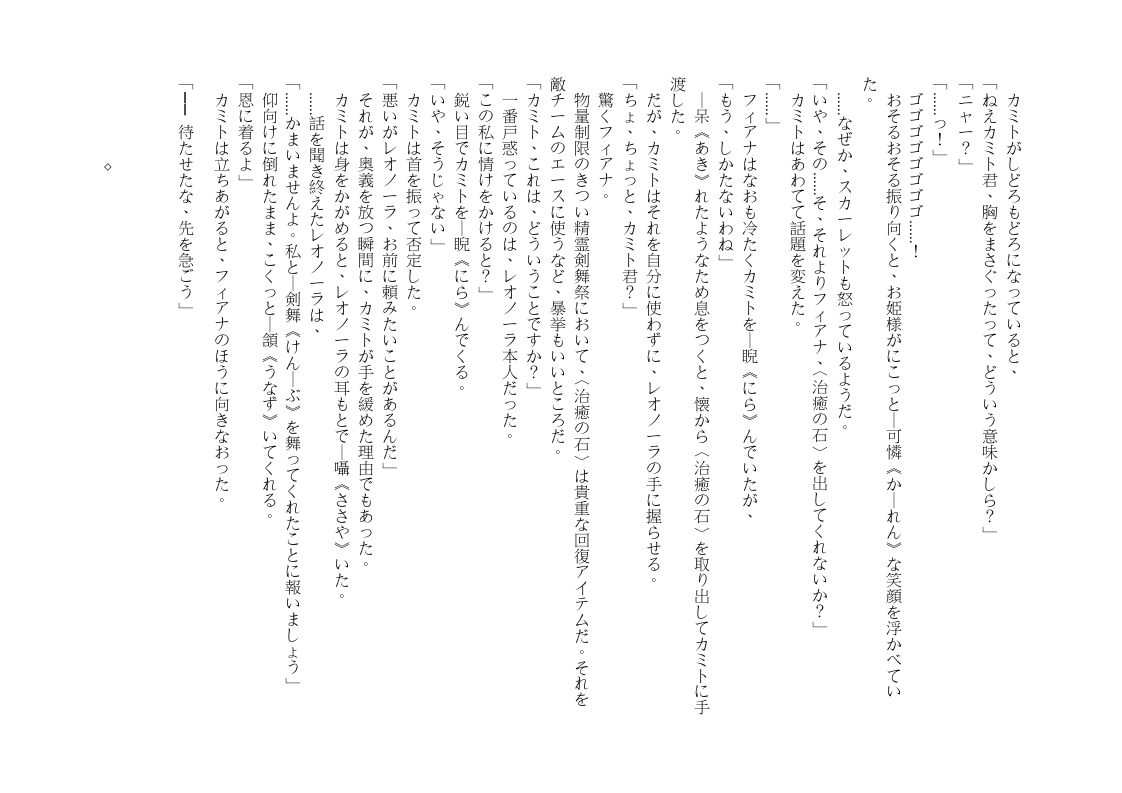 カミトがしどろもどろになっていると、
「ねえカミト君、胸をまさぐったって、どういう意味かしら？」
「ニャー？」
「……っ！」
ゴゴゴゴゴゴゴゴ……！
おそるおそる振り向くと、お姫様がにこっと―可憐《か―れん》な笑顔を浮かべてい
た。
……なぜか、スカーレットも怒っているようだ。
「いや、その……そ、それよりフィアナ、〈治癒の石〉を出してくれないか？」
カミトはあわてて話題を変えた。
「……」
フィアナはなおも冷たくカミトを―睨《にら》んでいたが、
「もう、しかたないわね」
―呆《あき》れたようなため息をつくと、懐から〈治癒の石〉を取り出してカミトに手
渡した。
だが、カミトはそれを自分に使わずに、レオノーラの手に握らせる。
「ちょ、ちょっと、カミト君？」
驚くフィアナ。
物量制限のきつい精霊剣舞祭において、〈治癒の石〉は貴重な回復アイテムだ。それを
敵チームのエースに使うなど、暴挙もいいところだ。
「カミト、これは、どういうことですか？」
一番戸惑っているのは、レオノーラ本人だった。
「この私に情けをかけると？」
鋭い目でカミトを―睨《にら》んでくる。
「いや、そうじゃない」
カミトは首を振って否定した。
「悪いがレオノーラ、お前に頼みたいことがあるんだ」
それが、奥義を放つ瞬間に、カミトが手を緩めた理由でもあった。
カミトは身をかがめると、レオノーラの耳もとで―囁《ささや》いた。
……話を聞き終えたレオノーラは、
「……かまいませんよ。私と―剣舞《けん―ぶ》を舞ってくれたことに報いましょう」
仰向けに倒れたまま、こくっと―頷《うなず》いてくれる。
「恩に着るよ」
カミトは立ちあがると、フィアナのほうに向きなおった。
「── 待たせたな、先を急ごう」
◇